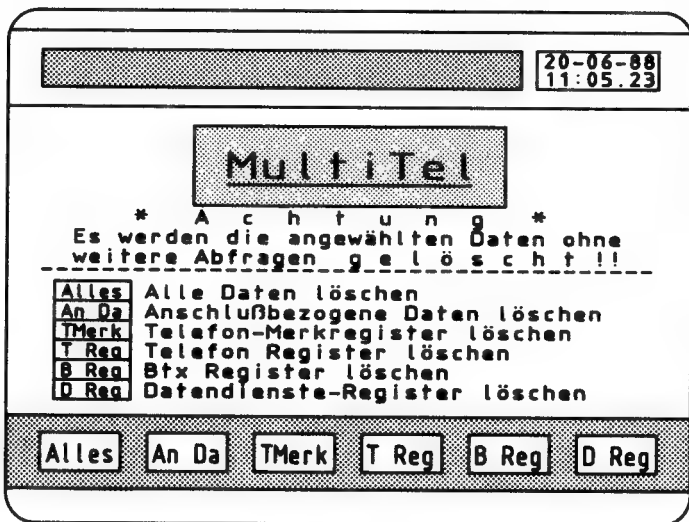 20-06-88
11:05.23
MultiTel
* A c h t u n g *
Es werden die angewählten Daten ohne
weitere Abfragen g e l ö s c h t !!
Alles Alle Daten löschen
An Da Anschlußbezogene Daten löschen
TMerk Telefon-Merkregister löschen
T Reg Telefon Register löschen
B Reg Btx Register löschen
D Reg Datendienste-Register löschen
Alles An Da TMerk T Reg B Reg D Reg